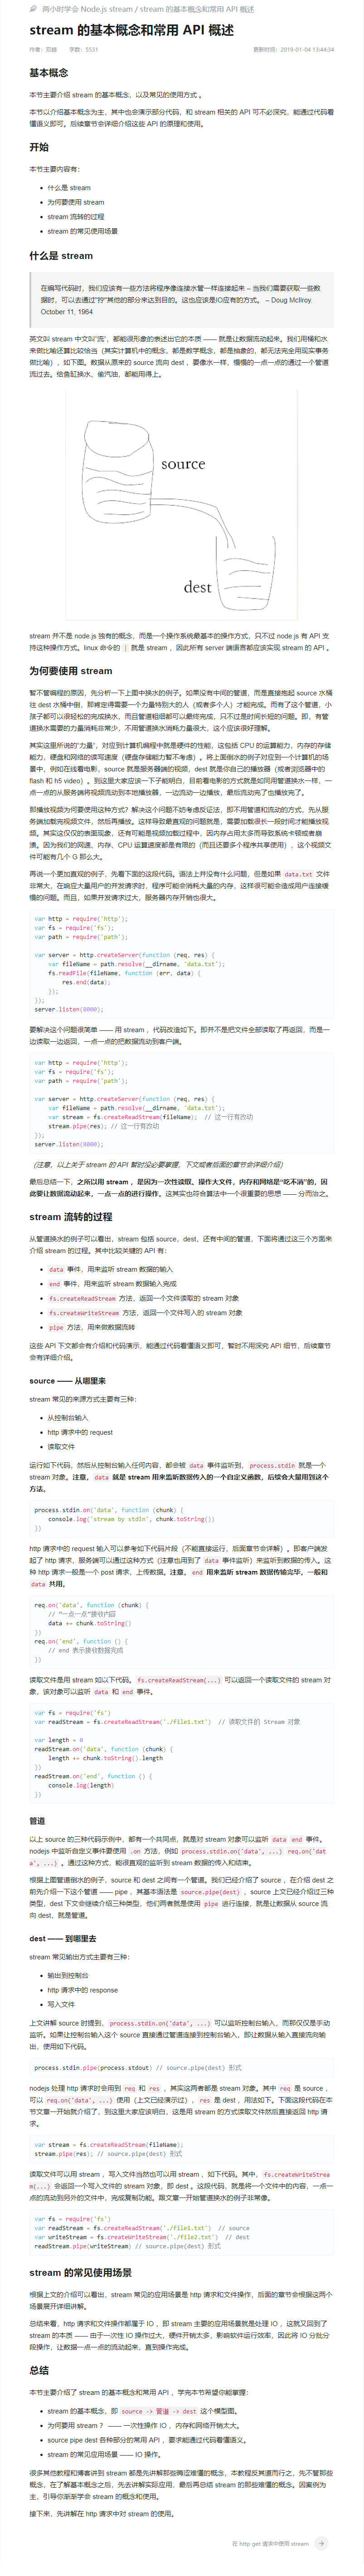 两小时学会 Node.js stream / stream 的基本概念和常用 API 概述
stream 的基本概念和常用 API 概述
字数：5531
更新时间：2019-01-04 13:44:34
基本概念
本节主要介绍 stream 的基本概念，以及常见的使用方式 。
本节以介绍基本概念为主，其中也会演示部分代码，和 stream 相关的 API 可不必深究，能通过代码看
懂语义即可。后续章节会详细介绍这些 API 的原理和使用。
开始
本节主要内容有：
什么是 stream
为何要使用 stream
stream 流转的过程
stream 的常见使用场景
什么是 stream
在编写代码时，我们应该有一些方法将程序像连接水管一样连接起来 -- 当我们需要获取一些数
据时，可以去通过"拧"其他的部分来达到目的。这也应该是IO应有的方式。 -- Doug McIlroy.
October 11, 1964
英文叫 stream 中文叫“流”，都能很形象的表述出它的本质 —— 就是让数据流动起来。我们用桶和水
来做比喻还算比较恰当（其实计算机中的概念，都是数学概念，都是抽象的，都无法完全用现实事务
做比喻），如下图。数据从原来的 source 流向 dest ，要像水一样，慢慢的一点一点的通过一个管道
流过去。给鱼缸换水、偷汽油，都能用得上。
source
dest
stream 并不是 node js 独有的概念，而是一个操作系统最基本的操作方式，只不过 node js 有 API 支
持这种操作方式。linux 命令的 | 就是 stream ，因此所有 server 端语言都应该实现 stream 的 API 。
为何要使用 stream
暂不管编程的原因，先分析一下上图中换水的例子。如果没有中间的管道，而是直接抱起 source 水桶
往 dest 水桶中倒，那肯定得需要一个力量特别大的人（或者多个人）才能完成。而有了这个管道，小
孩子都可以很轻松的完成换水，而且管道粗细都可以最终完成，只不过是时间长短的问题。即，有管
道换水需要的力量消耗非常少，不用管道换水消耗力量很大，这个应该很好理解。
其实这里所说的“力量”，对应到计算机编程中就是硬件的性能，这包括 CPU 的运算能力，内存的存储
能力，硬盘和网络的读写速度（硬盘存储能力暂不考虑）。将上面倒水的例子对应到一个计算机的场
景中，例如在线看电影，source 就是服务器端的视频，dest 就是你自己的播放器（或者浏览器中的
flash 和 h5 video）。到这里大家应该一下子能明白，目前看电影的方式就是如同用管道换水一样，一
点一点的从服务端将视频流动到本地播放器，一边流动一边播放，最后流动完了也播放完了。
那播放视频为何要使用这种方式？解决这个问题不妨考虑反证法，即不用管道和流动的方式，先从服
务端加载完视频文件，然后再播放。这样导致最直观的问题就是，需要加载很长一段时间才能播放视
频。其实这仅仅的表面现象，还有可能是视频加载过程中，因内存占用太多而导致系统卡顿或者崩
溃。因为我们的网速、内存、CPU 运算速度都是有限的（而且还要多个程序共享使用），这个视频文
件可能有几个 G 那么大。
再说一个更加直观的例子，先看下面的这段代码。语法上并没有什么问题，但是如果 data.txt 文件
非常大，在响应大量用户的并发请求时，程序可能会消耗大量的内存，这样很可能会造成用户连接缓
慢的问题。而且，如果并发请求过大，服务器内存开销也很大。
var http = require('http');
var fs = require('fs');
var path = require('path');
var server = http.createServer(function (req, res) {
var fileName = path.resolve(__dirname, 'data.txt');
fs.readFile(fileName, function (err, data) {
res.end(data);
});
});
server.listen(8000);
要解决这个问题很简单 —— 用 stream ，代码改造如下。即并不是把文件全部读取了再返回，而是一
边读取一边返回，一点一点的把数据流动到客户端。
var http = require('http');
var fs = require('fs');
var path = require('path');
var server = http.createServer(function (req, res) {
var fileName = path.resolve(__dirname, 'data.txt');
var stream = fs.createReadStream(fileName);  // 这一行有改动
stream.pipe(res); // 这一行有改动
});
server.listen(8000);
（注意，以上关于 stream 的 API 暂时没必要掌握，下文或者后面的章节会详细介绍）
最后总结一下，之所以用 stream ，是因为一次性读取、操作大文件，内存和网络是“吃不消”的，因
此要让数据流动起来，一点一点的进行操作。这其实也符合算法中一个很重要的思想 —— 分而治之。
stream 流转的过程
从管道换水的例子可以看出，stream 包括 source，dest，还有中间的管道，下面将通过这三个方面来
介绍 stream 的过程。其中比较关键的 API 有：
data 事件，用来监听 stream 数据的输入
end 事件，用来监听 stream 数据输入完成
fs.createReadStream 方法，返回一个文件读取的 stream 对象
fs.createWriteStream 方法，返回一个文件写入的 stream 对象
pipe 方法，用来做数据流转
这些 API 下文都会有介绍和代码演示，能通过代码看懂语义即可，暂时不用深究 API 细节，后续章节
会有详细介绍。
source —— 从哪里来
stream 常见的来源方式主要有三种：
从控制台输入
http 请求中的 request
读取文件
运行如下代码，然后从控制台输入任何内容，都会被 data 事件监听到，process.stdin 就是一个
stream 对象。注意，data 就是 stream 用来监听数据传入的一个自定义函数，后续会大量用到这个
方法。
process.stdin.on('data', function (chunk) {
console.log('stream by stdin', chunk.toString())
})
http 请求中的 request 输入可以参考如下代码片段（不能直接运行，后面章节会详解）。即客户端发
起了 http 请求，服务端可以通过这种方式（注意也用到了 data 事件监听）来监听到数据的传入。这
种 http 请求一般是一个 post 请求，上传数据。注意，end 用来监听 stream 数据传输完毕，一般和
data 共用。
req.on('data', function (chunk) {
// “一点一点”接收内容
data += chunk.toString()
})
req.on('end', function () {
// end 表示接收数据完成
})
读取文件是用 stream 如以下代码。fs.createReadStream(...) 可以返回一个读取文件的 stream 对
象，该对象可以监听 data 和 end 事件。
var fs = require('fs')
var readStream = fs.createReadStream('./file1.txt')  // 读取文件的 Stream 对象
var length = 0
readStream.on('data', function (chunk) {
length += chunk.toString().length
})
readStream.on('end', function () {
console.log(length)
})
管道
以上 source 的三种代码示例中，都有一个共同点，就是对 stream 对象可以监听 data end 事件。
nodejs 中监听自定义事件要使用 .on 方法，例如 process.stdin.on('data', ...) req.on('dat
a', ...) 。通过这种方式，能很直观的监听到 stream 数据的传入和结束。
根据上面管道倒水的例子，source 和 dest 之间有一个管道。我们已经介绍了 source ，在介绍 dest 之
前先介绍一下这个管道 —— pipe ，其基本语法是 source.pipe(dest) ，source 上文已经介绍过三种
类型，dest 下文会继续介绍三种类型，他们两者就是使用 pipe 进行连接，就是让数据从 source 流
向 dest，就是管道。
dest —— 到哪里去
stream 常见输出方式主要有三种：
输出到控制台
http 请求中的 response
写入文件
上文讲解 source 时提到，process.stdin.on('data', ...) 可以监听控制台输入，而那仅仅是手动
监听。如果让控制台输入这个 source 直接通过管道连接到控制台输入，即让数据从输入直接流向输
出，使用如下代码。
process.stdin.pipe(process.stdout) // source.pipe(dest) 形式
nodejs 处理 http 请求时会用到 req 和 res ，其实这两者都是 stream 对象。其中 req 是 source ，
可以 req.on('data', ...) 使用（上文已经演示过），res 是 dest ，用法如下。下面这段代码在本
节文章一开始就介绍了，到这里大家应该明白，这是用 stream 的方式读取文件然后直接返回 http 请
求。
var stream = fs.createReadStream(fileName);
stream.pipe(res); // source.pipe(dest) 形式
读取文件可以用 stream ，写入文件当然也可以用 stream ，如下代码。其中，fs.createWriteStrea
m(...) 会返回一个写入文件的 stream 对象，即 dest 。这段代码，就是将一个文件中的内容，一点一
点的流动到另外的文件中，完成复制功能。跟文章一开始管道换水的例子非常像。
var fs = require('fs')
var readStream = fs.createReadStream('./file1.txt')  // source
var writeStream = fs.createWriteStream('./file2.txt')  // dest
readStream.pipe(writeStream) // source.pipe(dest) 形式
stream 的常见使用场景
根据上文的介绍可以看出，stream 常见的应用场景是 http 请求和文件操作，后面的章节会根据这两个
场景展开详细讲解。
总结来看，http 请求和文件操作都属于 IO ，即 stream 主要的应用场景就是处理 IO ，这就又回到了
stream 的本质 —— 由于一次性 IO 操作过大，硬件开销太多，影响软件运行效率，因此将 IO 分批分
段操作，让数据一点一点的流动起来，直到操作完成。
总结
本节主要介绍了 stream 的基本概念和常用 API ，学完本节希望你能掌握：
stream 的基本概念，即 source -> 管道 -> dest 这个模型图。
为何要用 stream ？ —— 一次性操作 IO ，内存和网络开销太大。
source pipe dest 各种部分的常用 API ，要求能通过代码看懂语义。
stream 的常见应用场景 —— IO 操作。
很多其他教程和博客讲到 stream 都是先讲解那些晦涩难懂的概念，本教程反其道而行之，先不管那些
概念，在了解基本概念之后，先去讲解实际应用，最后再总结 stream 的那些难懂的概念。因案例为
主，引导你渐渐学会 stream 的概念和使用。
接下来，先讲解在 http 请求中对 stream 的使用。
在 http get 请求中使用 stream